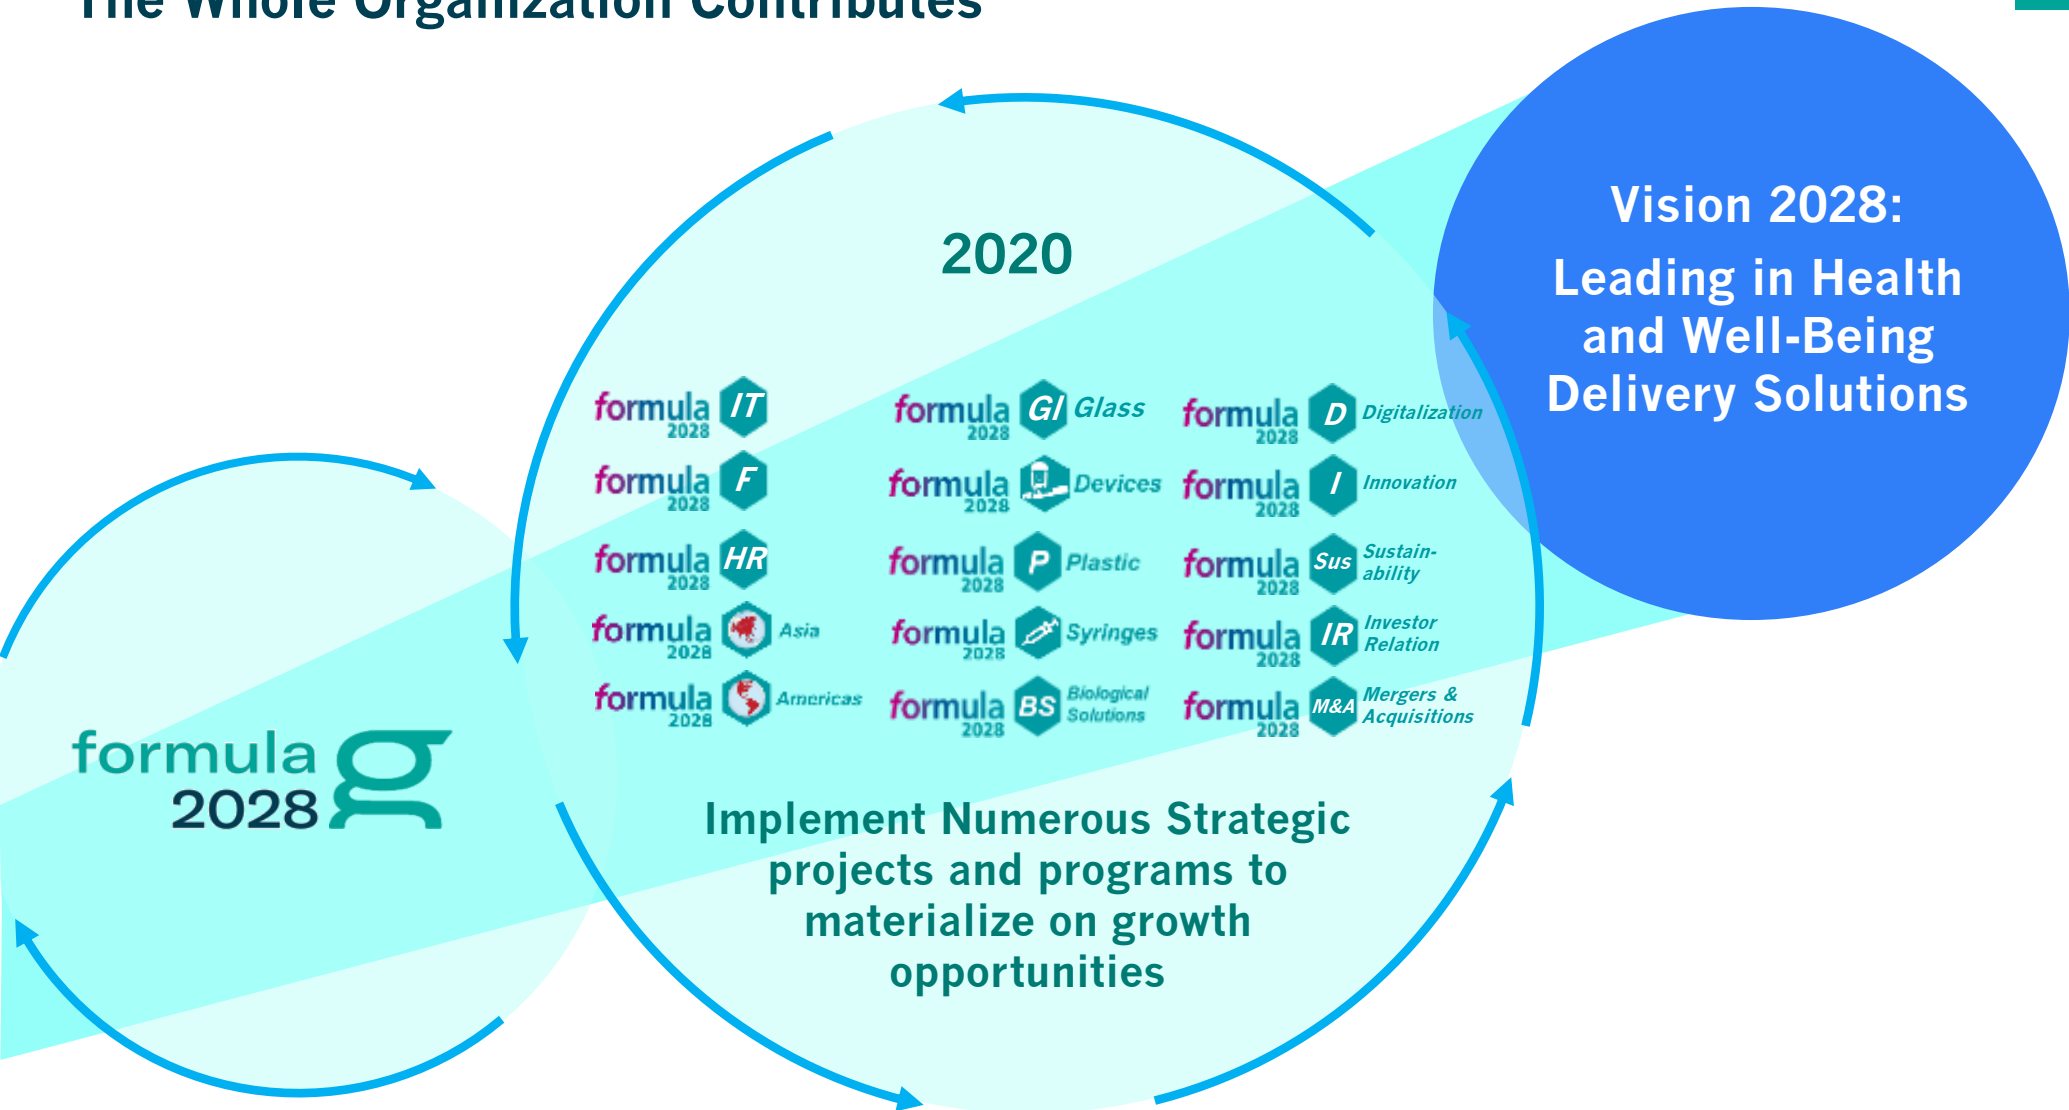 The Whole Organization Contributes
2020
Vision 2028:
Leading in Health
and Well-Being
Delivery Solutions
formula IT
2028
formula F
2028
formula HR
2028
formula Asia
2028
formula Americas
2028
formula Gl Glass
2028
formula Devices
2028
formula P Plastic
2028
formula Syringes
2028
formula BS Biological
Solutions
2028
formula D Digitalization
2028
formula I Innovation
2028
formula Sus Sustain-
ability
2028
formula IR Investor
Relation
2028
formula M&A Mergers &
Acquisitions
2028
formula g
2028
Implement Numerous Strategic
projects and programs to
materialize on growth
opportunities